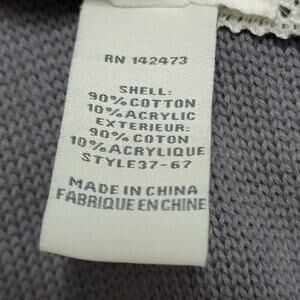 RN 142473
SHELL:
90% COTTON
10% ACRYLIC
EXTERIEUR:
90% COTON
10% ACRYLIQUE
STYLE37-67
MADE IN CHINA
FABRIQUE EN CHINE